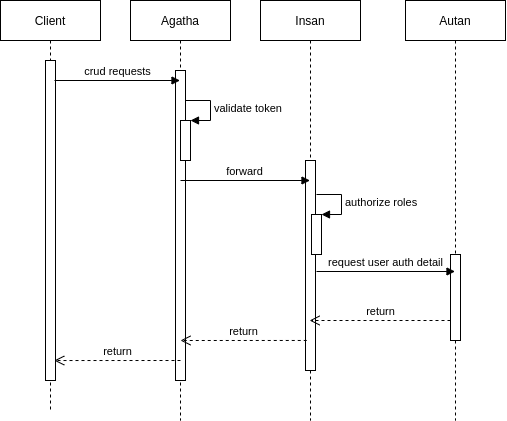 Client
Agatha
Insan
Autan
crud requests
validate token
forward
authorize roles
request user auth detail
return
return
return